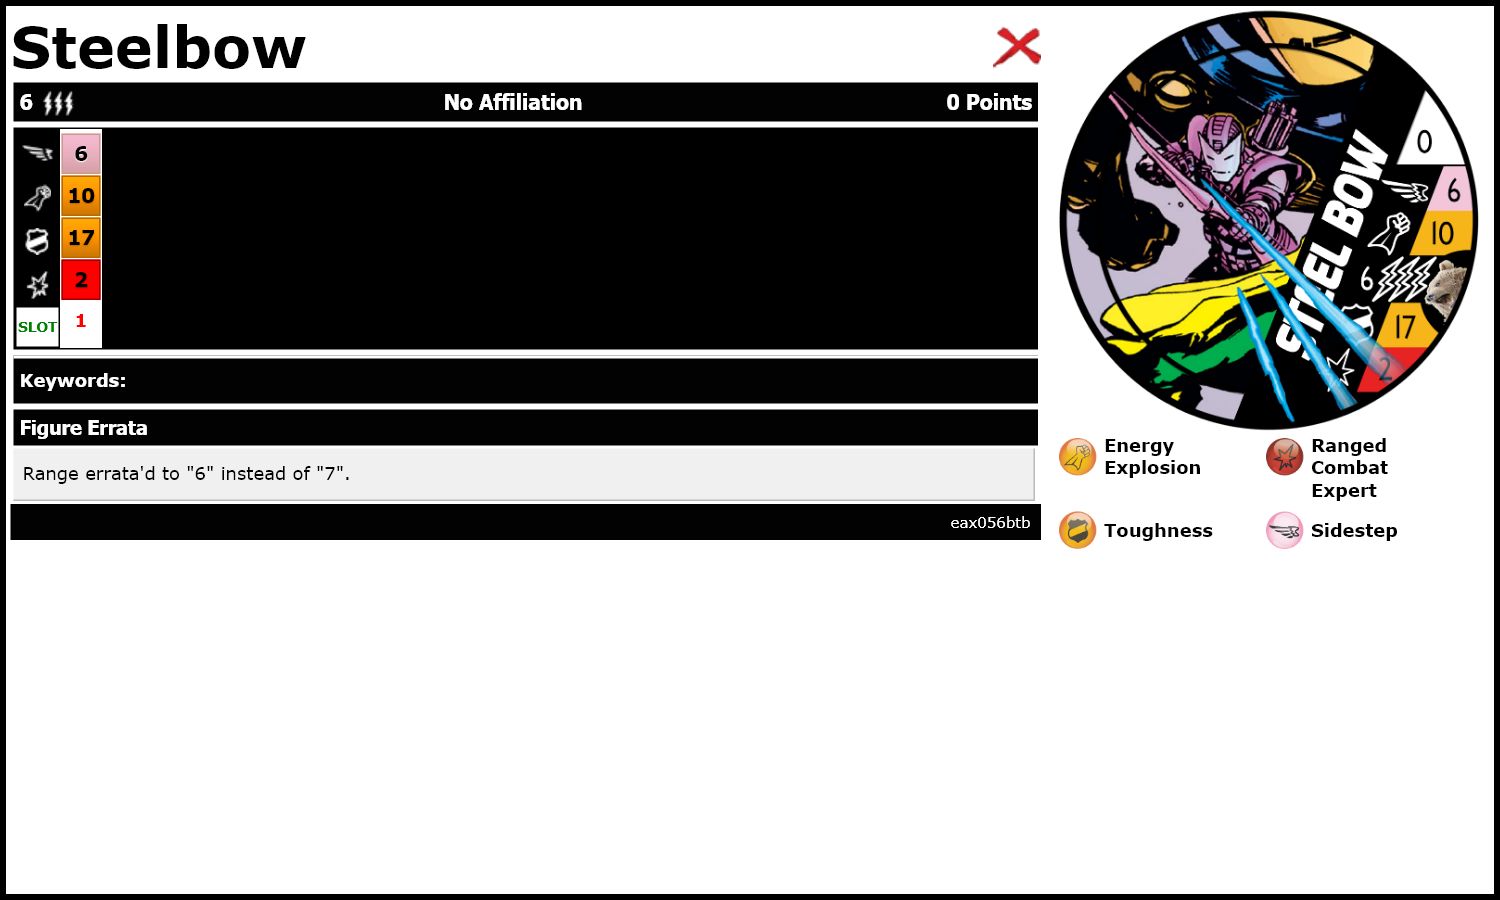 Steelbow
6 No Affiliation 0 Points
6
10
17
2
SLOT 1
Keywords:
Figure Errata
Range errata'd to "6" instead of "7".
eax056btb
STEEL BOW
0
6
10
6
17
2
Energy Explosion
Ranged Combat Expert
Toughness
Sidestep